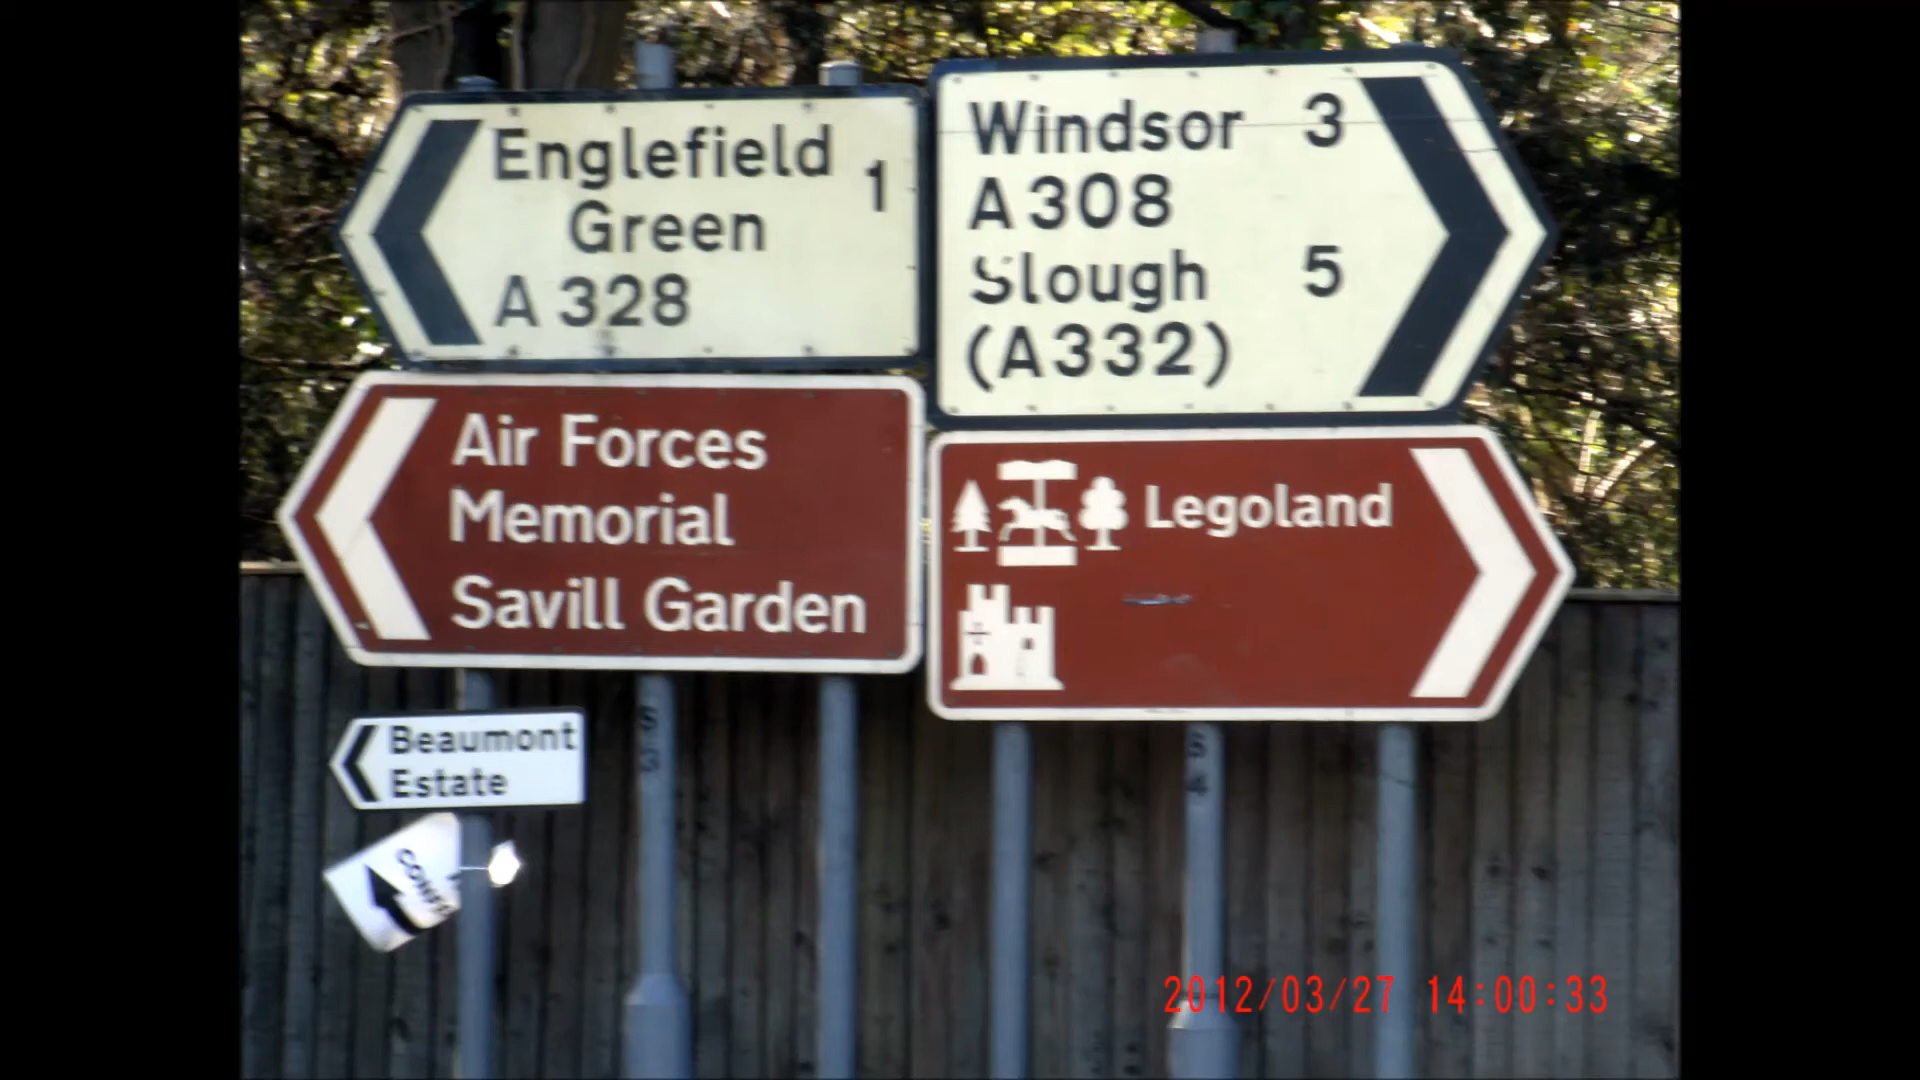 Englefield 1
Green
A328
Windsor 3
A308
Slough 5
(A332)
Air Forces
Memorial
Savill Garden
Legoland
Beaumont
Estate
2012/03/27 14:00:33